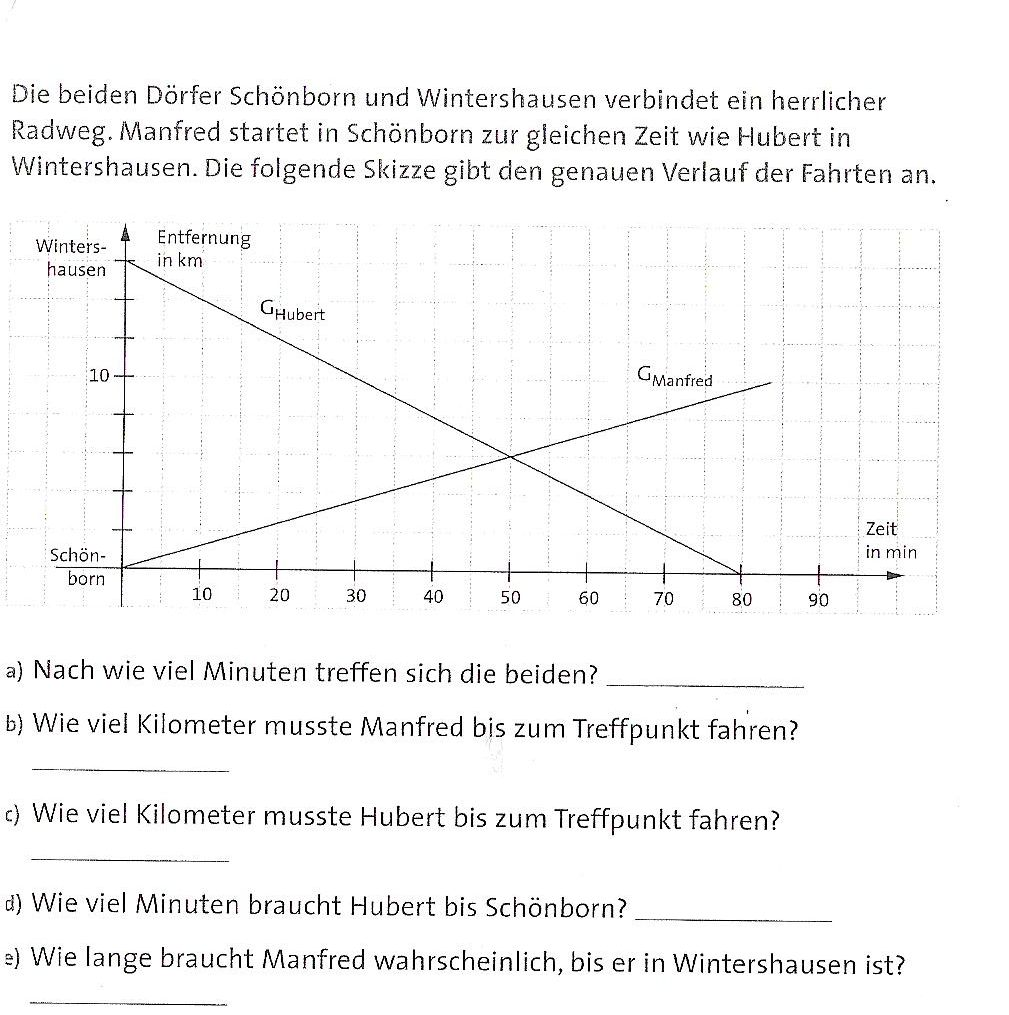 Die beiden Dörfer Schönborn und Wintershausen verbindet ein herrlicher
Radweg. Manfred startet in Schönborn zur gleichen Zeit wie Hubert in
Wintershausen. Die folgende Skizze gibt den genauen Verlauf der Fahrten an.
Winters-
hausen
Entfernung
in km
GHubert
10
GManfred
Schön-
born
Zeit
in min
10 20 30 40 50 60 70 80 90
a) Nach wie viel Minuten treffen sich die beiden?
b) Wie viel Kilometer musste Manfred bis zum Treffpunkt fahren?
c) Wie viel Kilometer musste Hubert bis zum Treffpunkt fahren?
d) Wie viel Minuten braucht Hubert bis Schönborn?
e) Wie lange braucht Manfred wahrscheinlich, bis er in Wintershausen ist?